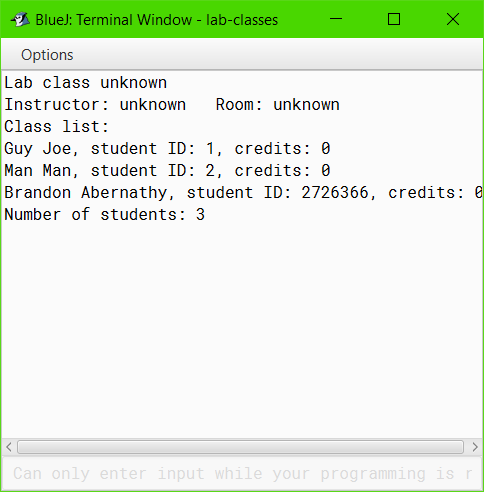 BlueJ: Terminal Window - lab-classes
Options
Lab class unknown
Instructor: unknown   Room: unknown
Class list:
Guy Joe, student ID: 1, credits: 0
Man Man, student ID: 2, credits: 0
Brandon Abernathy, student ID: 2726366, credits: 0
Number of students: 3
Can only enter input while your programming is r